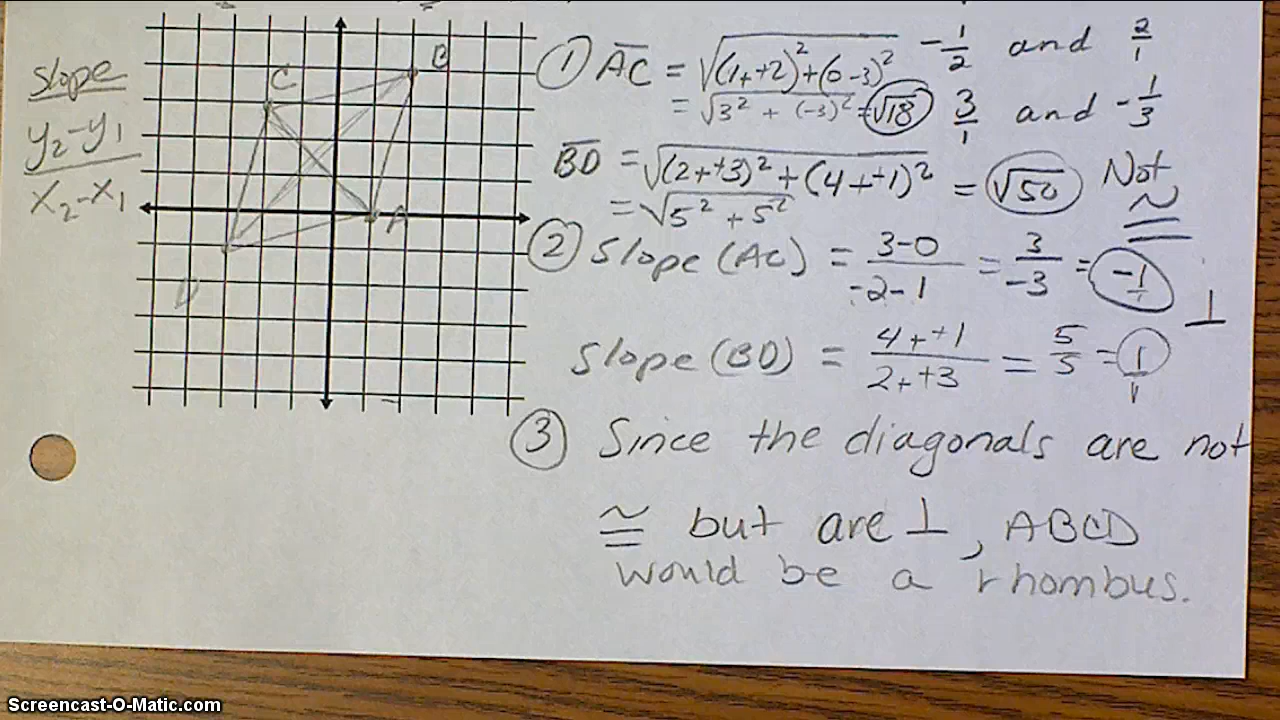 slope
y₂-y₁
x₂-x₁
C
B
A
D
① AC = √(1++2)²+(0-3)²
= √3² + (-3)² = √18
-1/2 and 2/1
3/1 and -1/3
BD = √(2++3)²+(4++1)² = √50
= √5² + 5²
Not ≅
② Slope (AC) = 3-0/-2-1 = 3/-3 = -1/1
⊥
Slope (BD) = 4++1/2++3 = 5/5 = 1/1
③ Since the diagonals are not
≅ but are ⊥, ABCD
would be a rhombus.
Screencast-O-Matic.com